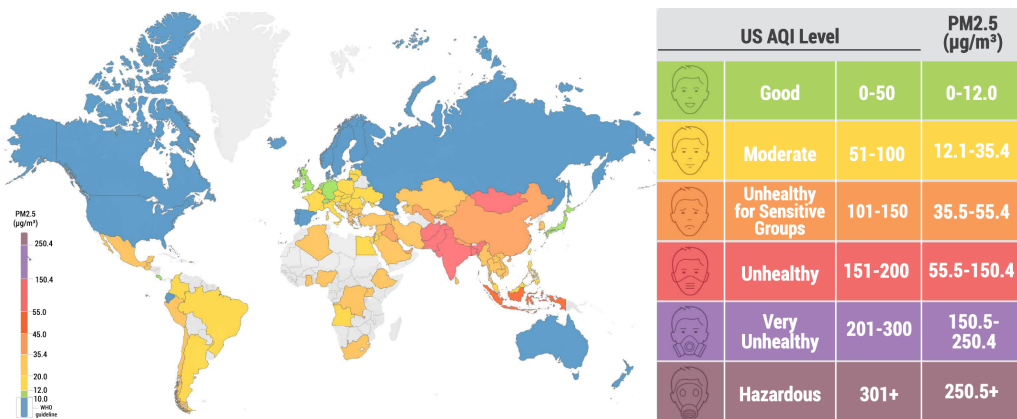 PM2.5
(µg/m³)
250.4
150.4
55.0
45.0
35.4
20.0
12.0
10.0
WHO
guideline
US AQI Level
PM2.5
(µg/m³)
Good
0-50
0-12.0
Moderate
51-100
12.1-35.4
Unhealthy
for Sensitive
Groups
101-150
35.5-55.4
Unhealthy
151-200
55.5-150.4
Very
Unhealthy
201-300
150.5-
250.4
Hazardous
301+
250.5+